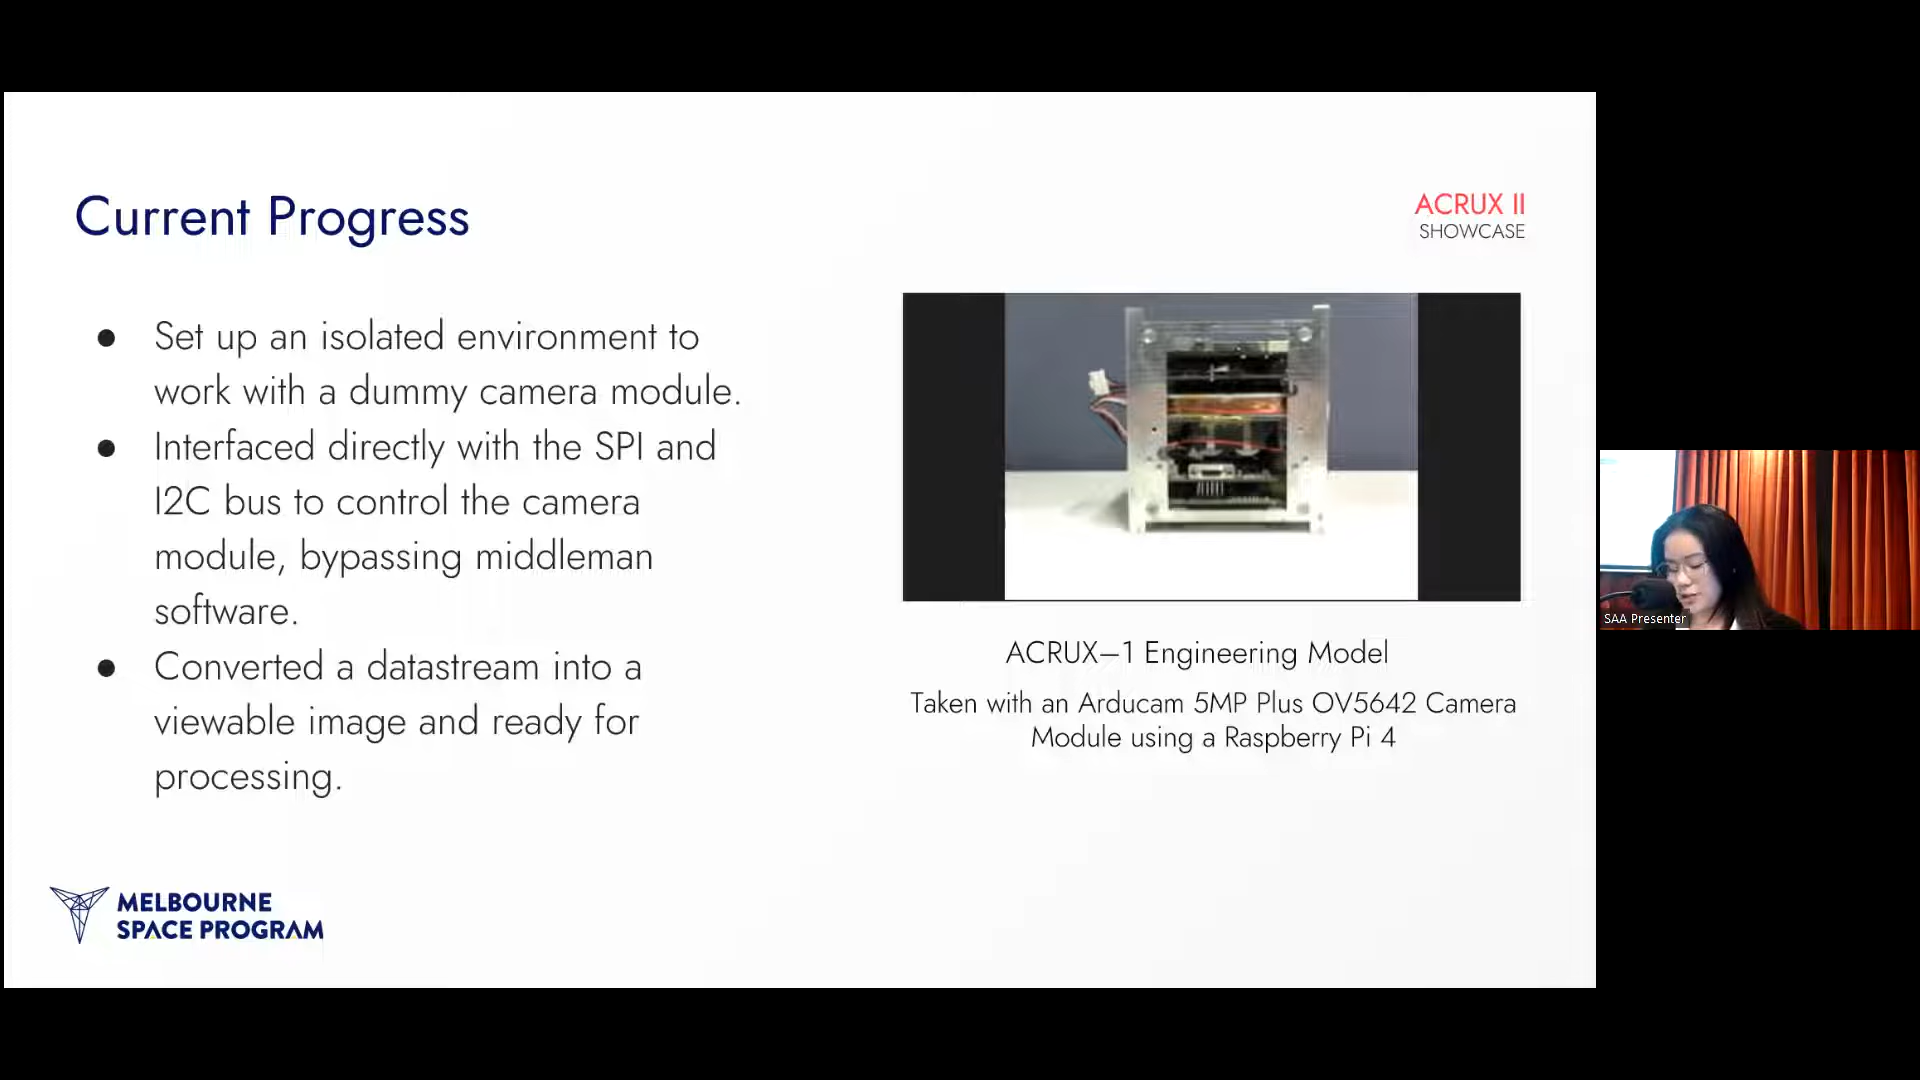 Current Progress
ACRUX II
SHOWCASE
● Set up an isolated environment to
work with a dummy camera module.
● Interfaced directly with the SPI and
I2C bus to control the camera
module, bypassing middleman
software.
● Converted a datastream into a
viewable image and ready for
processing.
ACRUX–1 Engineering Model
Taken with an Arducam 5MP Plus OV5642 Camera
Module using a Raspberry Pi 4
MELBOURNE
SPACE PROGRAM
SAA Presenter